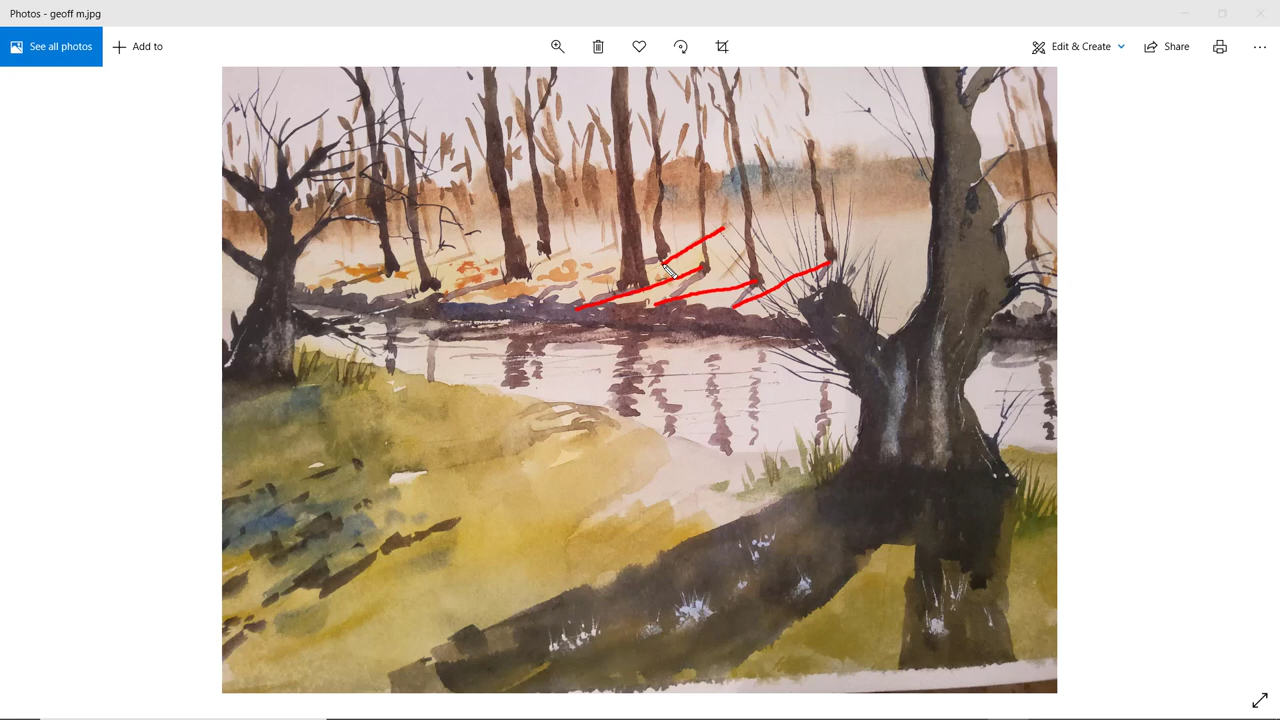 Photos - geoff m.jpg
See all photos
Add to
Edit & Create
Share